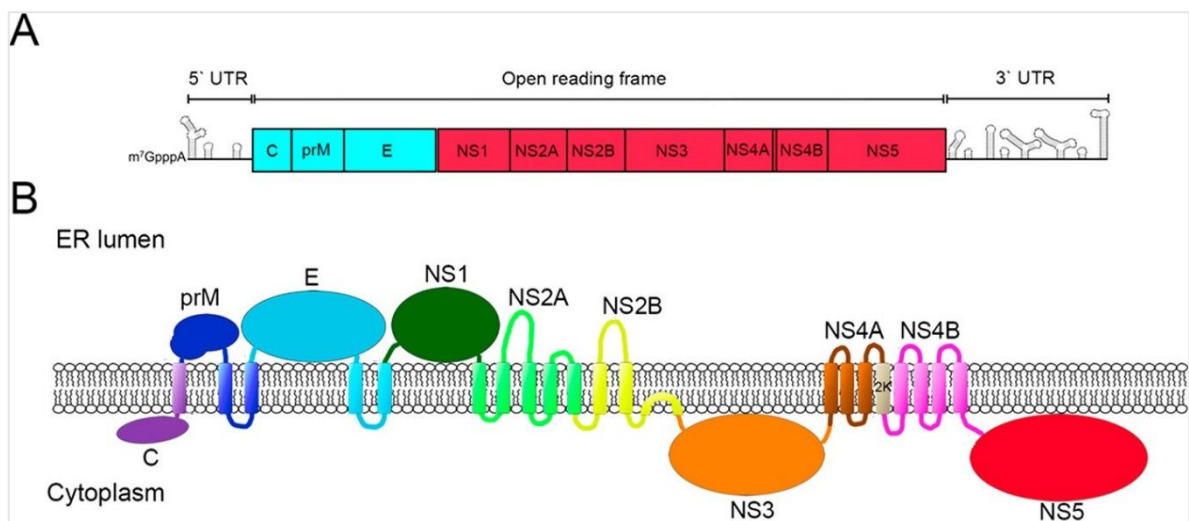 A
5` UTR Open reading frame 3` UTR
m⁷GpppA C prM E NS1 NS2A NS2B NS3 NS4A NS4B NS5
B
ER lumen
prM E NS1 NS2A NS2B NS4A NS4B
2K
C
Cytoplasm
NS3 NS5